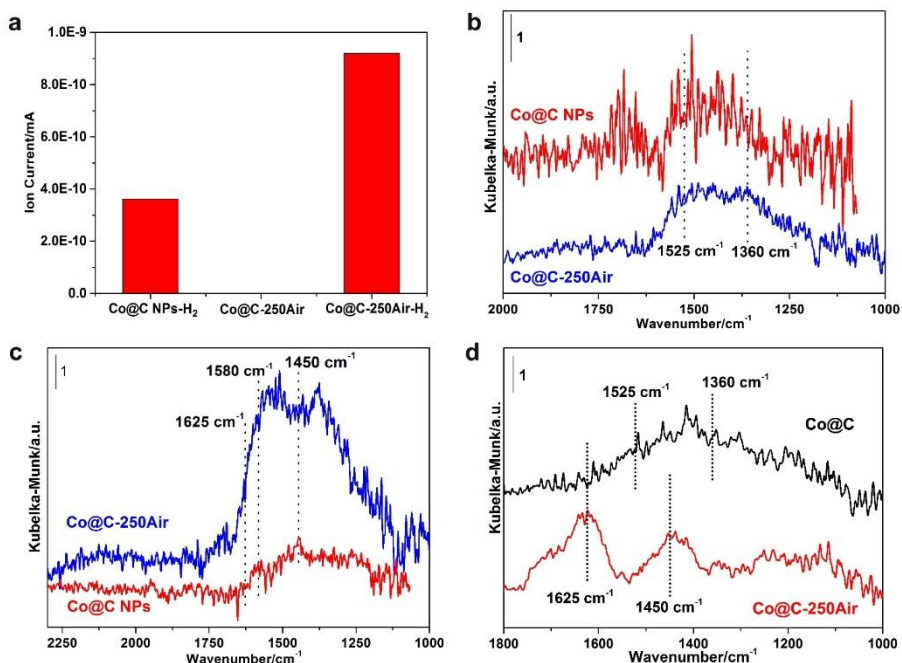 a
Ion Current/mA
1.0E-9
8.0E-10
6.0E-10
4.0E-10
2.0E-10
0.0
Co@C NPs-H₂
Co@C-250Air
Co@C-250Air-H₂
b
1
Kubelka-Munk/a.u.
Co@C NPs
1525 cm⁻¹
1360 cm⁻¹
Co@C-250Air
2000
1750
1500
1250
1000
Wavenumber/cm⁻¹
c
1
Kubelka-Munk/a.u.
1450 cm⁻¹
1580 cm⁻¹
1625 cm⁻¹
Co@C-250Air
Co@C NPs
2250
2000
1750
1500
1250
1000
Wavenumber/cm⁻¹
d
1
Kubelka-Munk/a.u.
1525 cm⁻¹
1360 cm⁻¹
Co@C
1625 cm⁻¹
1450 cm⁻¹
Co@C-250Air
1800
1600
1400
1200
1000
Wavenumber/cm⁻¹